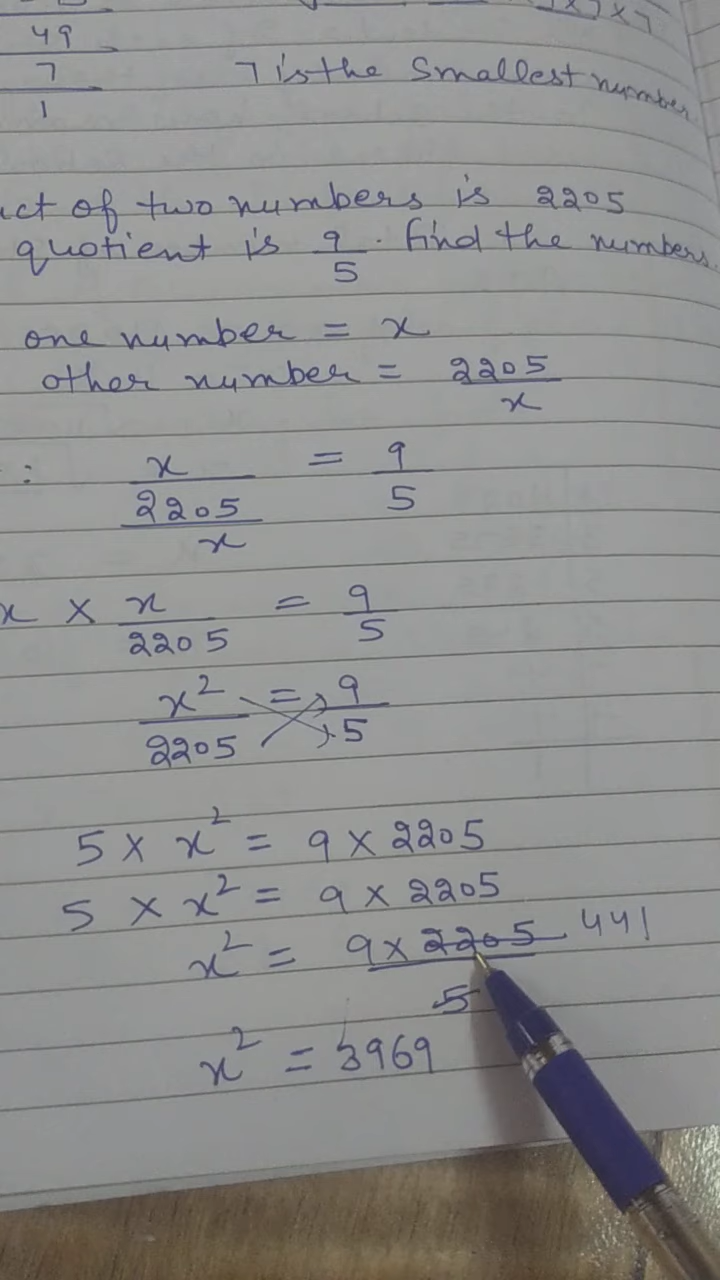 49
7
1
7 is the Smallest number
of two numbers is 2205
quotient is 9/5. find the numbers.
one number = x
other number = 2205/x
: x/(2205/x) = 9/5
x × x/2205 = 9/5
x²/2205 = 9/5
5 × x² = 9 × 2205
5 × x² = 9 × 2205
x² = 9 × 2205/5 441
x² = 3969